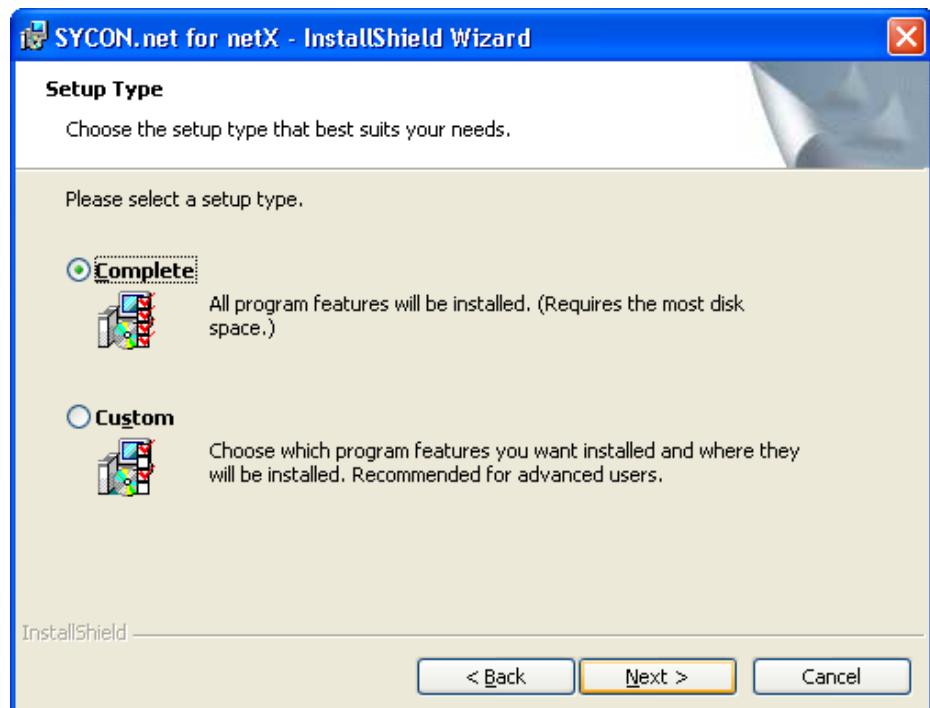 SYCON.net for netX - InstallShield Wizard
Setup Type
Choose the setup type that best suits your needs.
Please select a setup type.
Complete
All program features will be installed. (Requires the most disk
space.)
Custom
Choose which program features you want installed and where they
will be installed. Recommended for advanced users.
InstallShield
< Back
Next >
Cancel